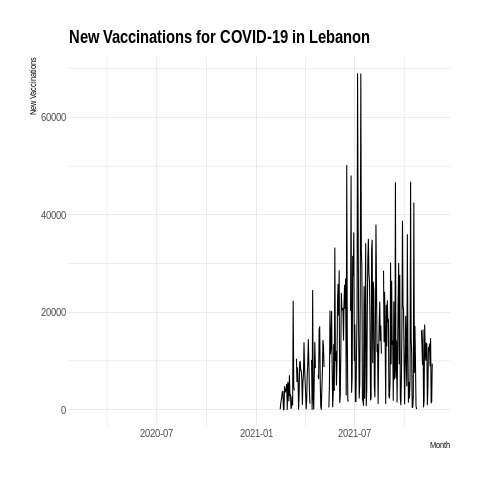 New Vaccinations for COVID-19 in Lebanon
New Vaccinations
60000
40000
20000
0
2020-07
2021-01
2021-07
Month